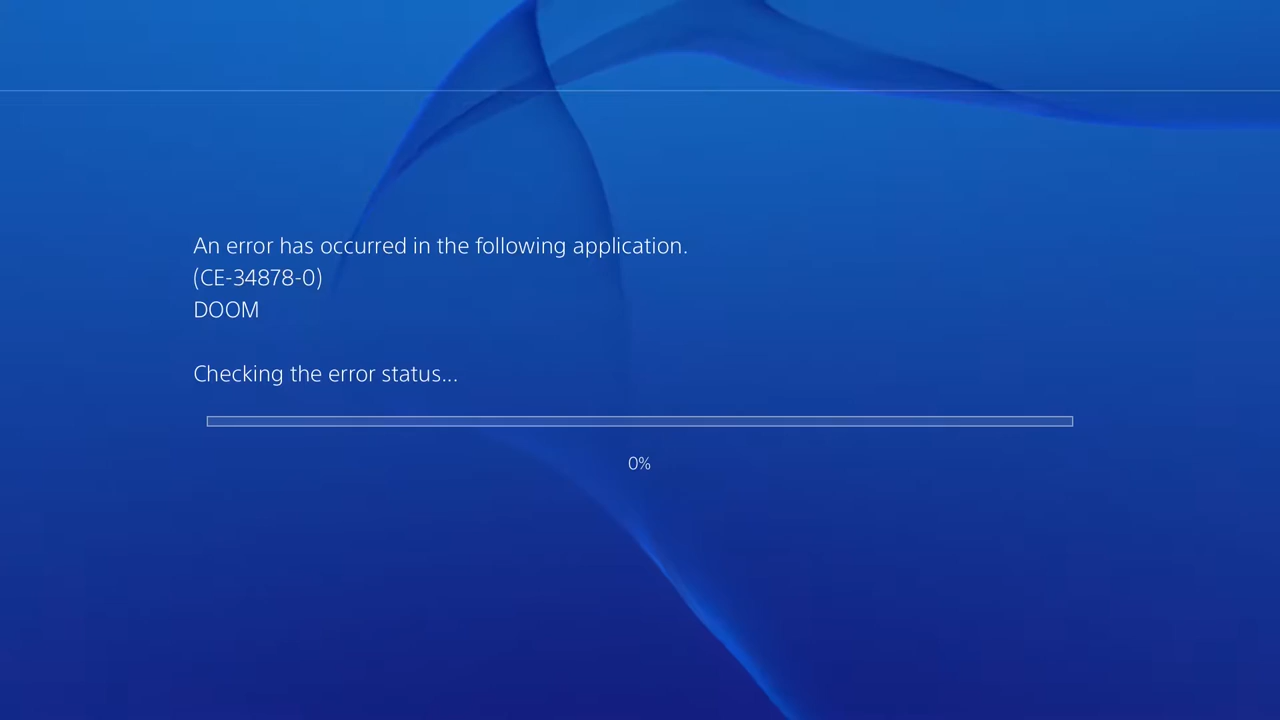 An error has occurred in the following application.
(CE-34878-0)
DOOM
Checking the error status...
0%